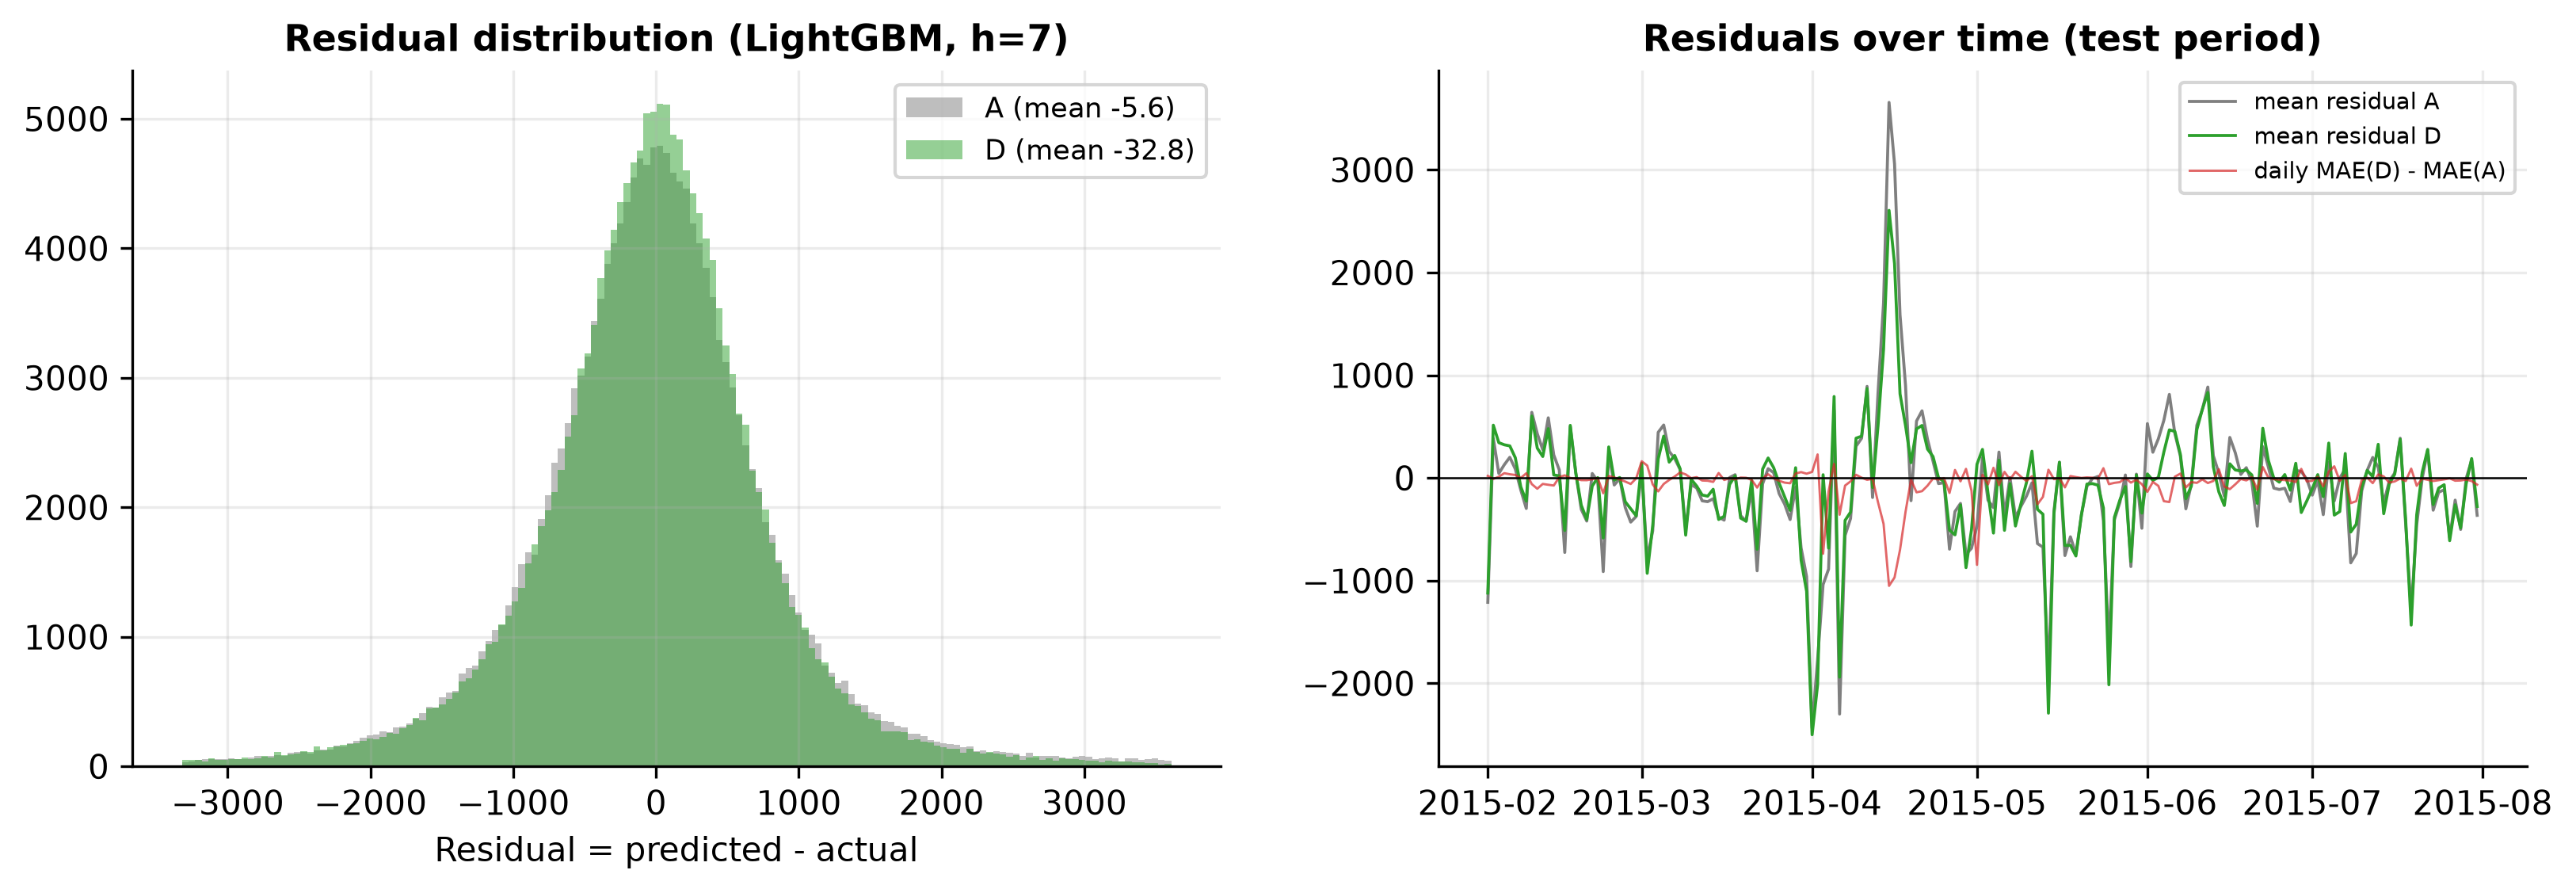 Residual distribution (LightGBM, h=7)
5000
4000
3000
2000
1000
0
−3000 −2000 −1000 0 1000 2000 3000
Residual = predicted - actual
A (mean -5.6)
D (mean -32.8)
Residuals over time (test period)
3000
2000
1000
0
−1000
−2000
2015-02 2015-03 2015-04 2015-05 2015-06 2015-07 2015-08
mean residual A
mean residual D
daily MAE(D) - MAE(A)